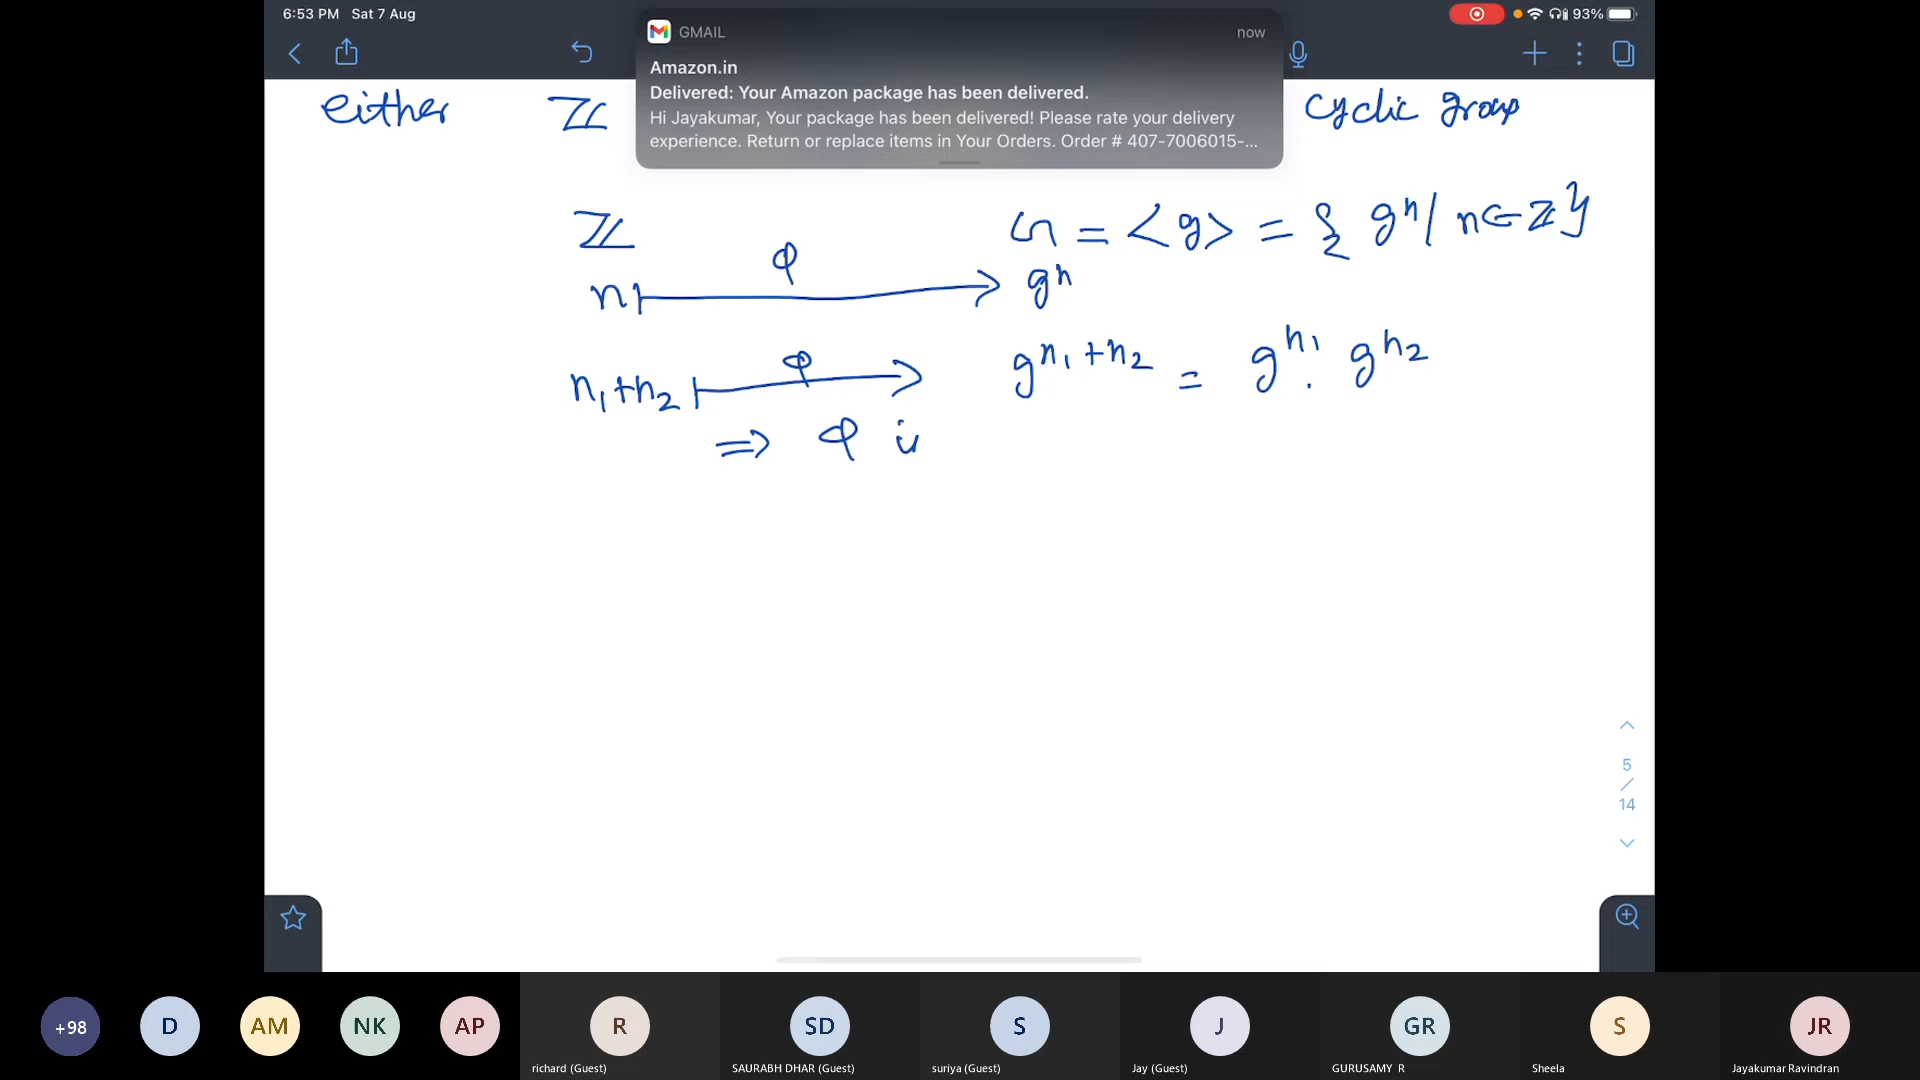 6:53 PM Sat 7 Aug
93%
GMAIL
now
Amazon.in
Delivered: Your Amazon package has been delivered.
Hi Jayakumar, Your package has been delivered! Please rate your delivery
experience. Return or replace items in Your Orders. Order # 407-7006015-...
either ℤ cyclic group
ℤ G = <g> = { gⁿ / n ∈ ℤ }
φ
n ↦ gⁿ
φ
n₁+n₂ ↦ g^{n₁+n₂} = g^{n₁} . g^{n₂}
⇒ φ is
5
/
14
+98
D
AM
NK
AP
R
SD
S
J
GR
S
JR
richard (Guest)
SAURABH DHAR (Guest)
suriya (Guest)
Jay (Guest)
GURUSAMY R
Sheela
Jayakumar Ravindran